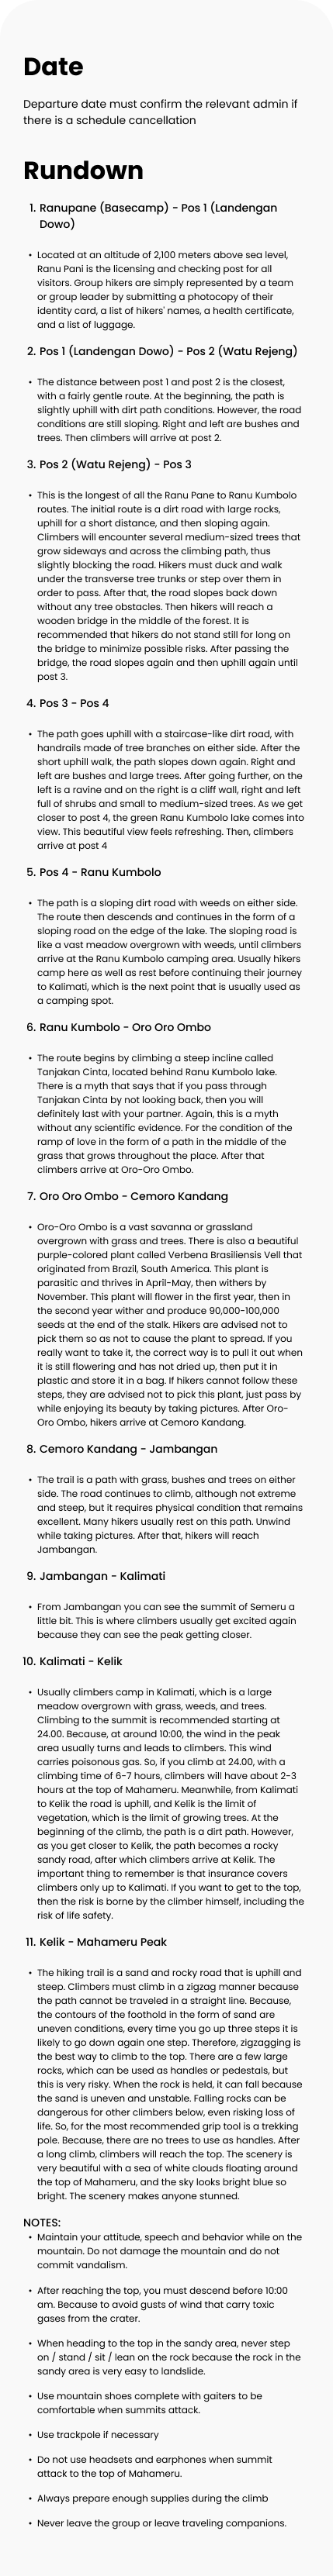 Date
Departure date must confirm the relevant admin if
there is a schedule cancellation
Rundown
1. Ranupane (Basecamp) - Pos 1 (Landengan
Dowo)
• Located at an altitude of 2,100 meters above sea level,
Ranu Pani is the licensing and checking post for all
visitors. Group hikers are simply represented by a team
or group leader by submitting a photocopy of their
identity card, a list of hikers' names, a health certificate,
and a list of luggage.
2. Pos 1 (Landengan Dowo) - Pos 2 (Watu Rejeng)
• The distance between post 1 and post 2 is the closest,
with a fairly gentle route. At the beginning, the path is
slightly uphill with dirt path conditions. However, the road
conditions are still sloping. Right and left are bushes and
trees. Then climbers will arrive at post 2.
3. Pos 2 (Watu Rejeng) - Pos 3
• This is the longest of all the Ranu Pane to Ranu Kumbolo
routes. The initial route is a dirt road with large rocks,
uphill for a short distance, and then sloping again.
Climbers will encounter several medium-sized trees that
grow sideways and across the climbing path, thus
slightly blocking the road. Hikers must duck and walk
under the transverse tree trunks or step over them in
order to pass. After that, the road slopes back down
without any tree obstacles. Then hikers will reach a
wooden bridge in the middle of the forest. It is
recommended that hikers do not stand still for long on
the bridge to minimize possible risks. After passing the
bridge, the road slopes again and then uphill again until
post 3.
4. Pos 3 - Pos 4
• The path goes uphill with a staircase-like dirt road, with
handrails made of tree branches on either side. After the
short uphill walk, the path slopes down again. Right and
left are bushes and large trees. After going further, on the
left is a ravine and on the right is a cliff wall, right and left
full of shrubs and small to medium-sized trees. As we get
closer to post 4, the green Ranu Kumbolo lake comes into
view. This beautiful view feels refreshing. Then, climbers
arrive at post 4
5. Pos 4 - Ranu Kumbolo
• The path is a sloping dirt road with weeds on either side.
The route then descends and continues in the form of a
sloping road on the edge of the lake. The sloping road is
like a vast meadow overgrown with weeds, until climbers
arrive at the Ranu Kumbolo camping area. Usually hikers
camp here as well as rest before continuing their journey
to Kalimati, which is the next point that is usually used as
a camping spot.
6. Ranu Kumbolo - Oro Oro Ombo
• The route begins by climbing a steep incline called
Tanjakan Cinta, located behind Ranu Kumbolo lake.
There is a myth that says that if you pass through
Tanjakan Cinta by not looking back, then you will
definitely last with your partner. Again, this is a myth
without any scientific evidence. For the condition of the
ramp of love in the form of a path in the middle of the
grass that grows throughout the place. After that
climbers arrive at Oro-Oro Ombo.
7. Oro Oro Ombo - Cemoro Kandang
• Oro-Oro Ombo is a vast savanna or grassland
overgrown with grass and trees. There is also a beautiful
purple-colored plant called Verbena Brasiliensis Vell that
originated from Brazil, South America. This plant is
parasitic and thrives in April-May, then withers by
November. This plant will flower in the first year, then in
the second year wither and produce 90,000-100,000
seeds at the end of the stalk. Hikers are advised not to
pick them so as not to cause the plant to spread. If you
really want to take it, the correct way is to pull it out when
it is still flowering and has not dried up, then put it in
plastic and store it in a bag. If hikers cannot follow these
steps, they are advised not to pick this plant, just pass by
while enjoying its beauty by taking pictures. After Oro-
Oro Ombo, hikers arrive at Cemoro Kandang.
8. Cemoro Kandang - Jambangan
• The trail is a path with grass, bushes and trees on either
side. The road continues to climb, although not extreme
and steep, but it requires physical condition that remains
excellent. Many hikers usually rest on this path. Unwind
while taking pictures. After that, hikers will reach
Jambangan.
9. Jambangan - Kalimati
• From Jambangan you can see the summit of Semeru a
little bit. This is where climbers usually get excited again
because they can see the peak getting closer.
10. Kalimati - Kelik
• Usually climbers camp in Kalimati, which is a large
meadow overgrown with grass, weeds, and trees.
Climbing to the summit is recommended starting at
24.00. Because, at around 10:00, the wind in the peak
area usually turns and leads to climbers. This wind
carries poisonous gas. So, if you climb at 24.00, with a
climbing time of 6-7 hours, climbers will have about 2-3
hours at the top of Mahameru. Meanwhile, from Kalimati
to Kelik the road is uphill, and Kelik is the limit of
vegetation, which is the limit of growing trees. At the
beginning of the climb, the path is a dirt path. However,
as you get closer to Kelik, the path becomes a rocky
sandy road, after which climbers arrive at Kelik. The
important thing to remember is that insurance covers
climbers only up to Kalimati. If you want to get to the top,
then the risk is borne by the climber himself, including the
risk of life safety.
11. Kelik - Mahameru Peak
• The hiking trail is a sand and rocky road that is uphill and
steep. Climbers must climb in a zigzag manner because
the path cannot be traveled in a straight line. Because,
the contours of the foothold in the form of sand are
uneven conditions, every time you go up three steps it is
likely to go down again one step. Therefore, zigzagging is
the best way to climb to the top. There are a few large
rocks, which can be used as handles or pedestals, but
this is very risky. When the rock is held, it can fall because
the sand is uneven and unstable. Falling rocks can be
dangerous for other climbers below, even risking loss of
life. So, for the most recommended grip tool is a trekking
pole. Because, there are no trees to use as handles. After
a long climb, climbers will reach the top. The scenery is
very beautiful with a sea of white clouds floating around
the top of Mahameru, and the sky looks bright blue so
bright. The scenery makes anyone stunned.
NOTES:
• Maintain your attitude, speech and behavior while on the
mountain. Do not damage the mountain and do not
commit vandalism.
• After reaching the top, you must descend before 10:00
am. Because to avoid gusts of wind that carry toxic
gases from the crater.
• When heading to the top in the sandy area, never step
on / stand / sit / lean on the rock because the rock in the
sandy area is very easy to landslide.
• Use mountain shoes complete with gaiters to be
comfortable when summits attack.
• Use trackpole if necessary
• Do not use headsets and earphones when summit
attack to the top of Mahameru.
• Always prepare enough supplies during the climb
• Never leave the group or leave traveling companions.